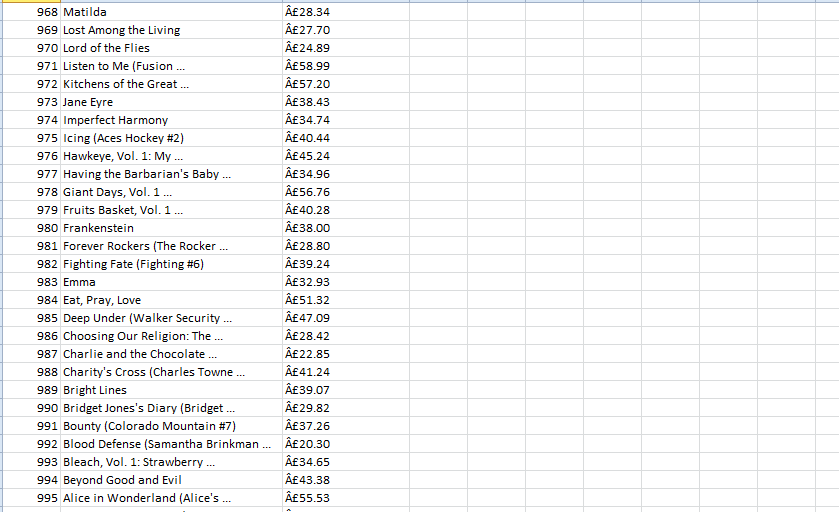 968 Matilda Â£28.34
969 Lost Among the Living Â£27.70
970 Lord of the Flies Â£24.89
971 Listen to Me (Fusion ... Â£58.99
972 Kitchens of the Great ... Â£57.20
973 Jane Eyre Â£38.43
974 Imperfect Harmony Â£34.74
975 Icing (Aces Hockey #2) Â£40.44
976 Hawkeye, Vol. 1: My ... Â£45.24
977 Having the Barbarian's Baby ... Â£34.96
978 Giant Days, Vol. 1 ... Â£56.76
979 Fruits Basket, Vol. 1 ... Â£40.28
980 Frankenstein Â£38.00
981 Forever Rockers (The Rocker ... Â£28.80
982 Fighting Fate (Fighting #6) Â£39.24
983 Emma Â£32.93
984 Eat, Pray, Love Â£51.32
985 Deep Under (Walker Security ... Â£47.09
986 Choosing Our Religion: The ... Â£28.42
987 Charlie and the Chocolate ... Â£22.85
988 Charity's Cross (Charles Towne ... Â£41.24
989 Bright Lines Â£39.07
990 Bridget Jones's Diary (Bridget ... Â£29.82
991 Bounty (Colorado Mountain #7) Â£37.26
992 Blood Defense (Samantha Brinkman ... Â£20.30
993 Bleach, Vol. 1: Strawberry ... Â£34.65
994 Beyond Good and Evil Â£43.38
995 Alice in Wonderland (Alice's ... Â£55.53